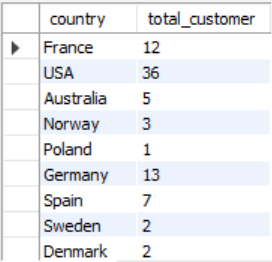 country total_customer
France 12
USA 36
Australia 5
Norway 3
Poland 1
Germany 13
Spain 7
Sweden 2
Denmark 2